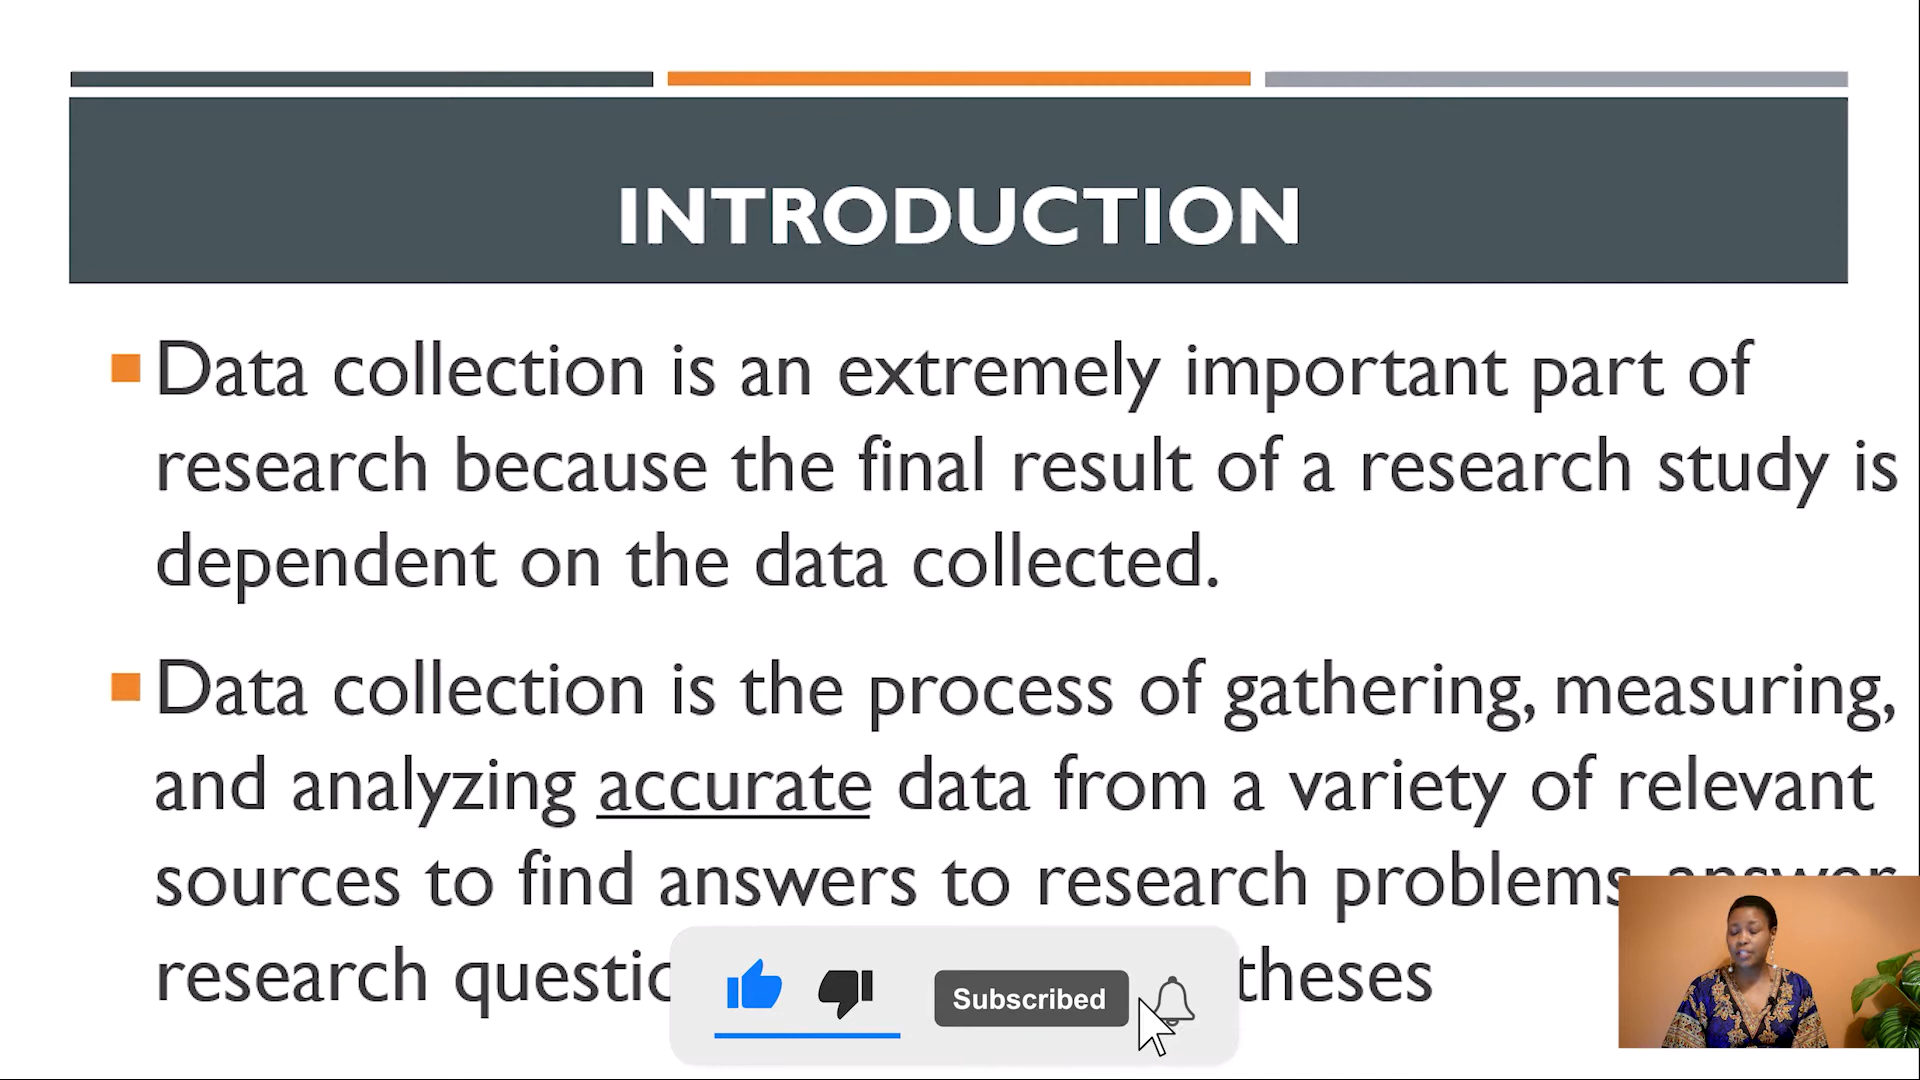 INTRODUCTION
Data collection is an extremely important part of
research because the final result of a research study is
dependent on the data collected.
Data collection is the process of gathering, measuring,
and analyzing accurate data from a variety of relevant
sources to find answers to research problems answer
research
Subscribed